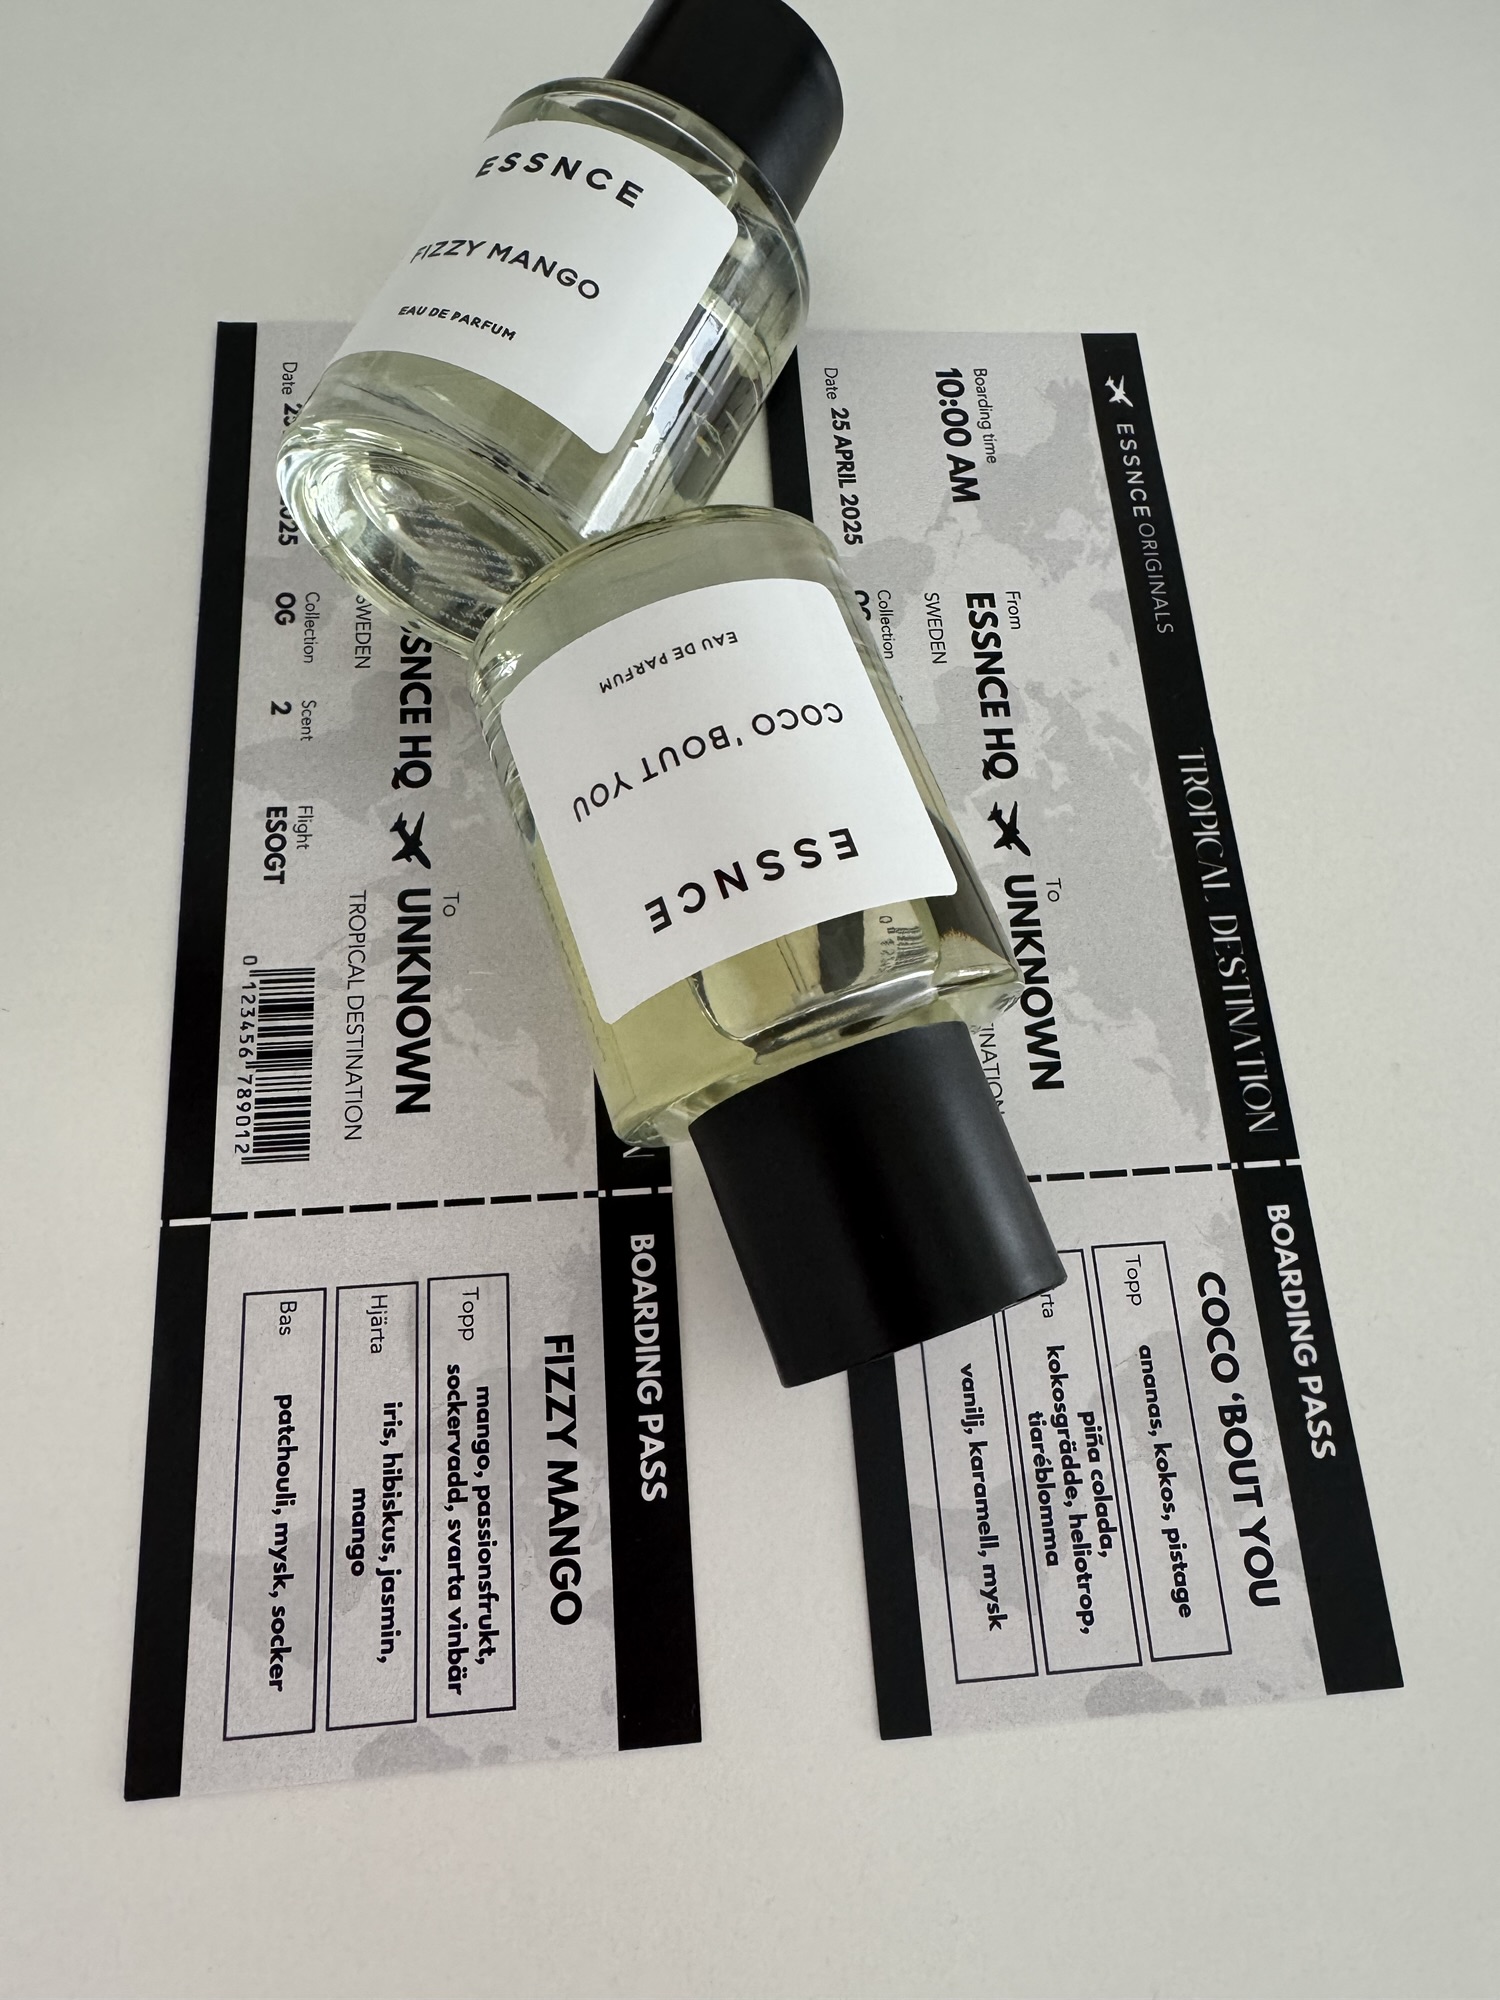 ESSNCE
FIZZY MANGO
EAU DE PARFUM
ESSNCE
COCO 'BOUT YOU
EAU DE PARFUM
ESSNCE ORIGINALS
TROPICAL DESTINATION
BOARDING PASS
Boarding time
10:00 AM
From
ESSNCE HQ
SWEDEN
To
UNKNOWN
Date 25 APRIL 2025
Collection
COCO ‘BOUT YOU
Topp
ananas, kokos, pistage
piña colada,
kokosgrädde, heliotrop,
tiaréblomma
vanilj, karamell, mysk
BOARDING PASS
SWEDEN
HQ
To
UNKNOWN
TROPICAL DESTINATION
Date
Collection
OG
Scent
2
Flight
ESOGT
0 123456 789012
FIZZY MANGO
Topp
mango, passionsfrukt,
sockervadd, svarta vinbär
Hjärta
iris, hibiskus, jasmin,
mango
Bas
patchouli, mysk, socker